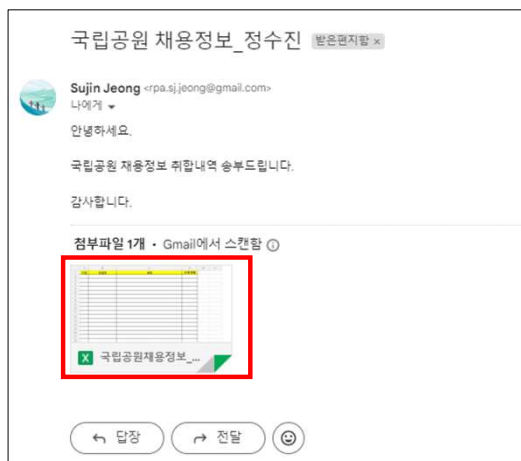 국립공원 채용정보_정수진 받은편지함 ×
Sujin Jeong <rpa.sj.jeong@gmail.com>
나에게
안녕하세요.
국립공원 채용정보 취합내역 송부드립니다.
감사합니다.
첨부파일 1개 • Gmail에서 스캔함
X 국립공원채용정보_...
답장 전달